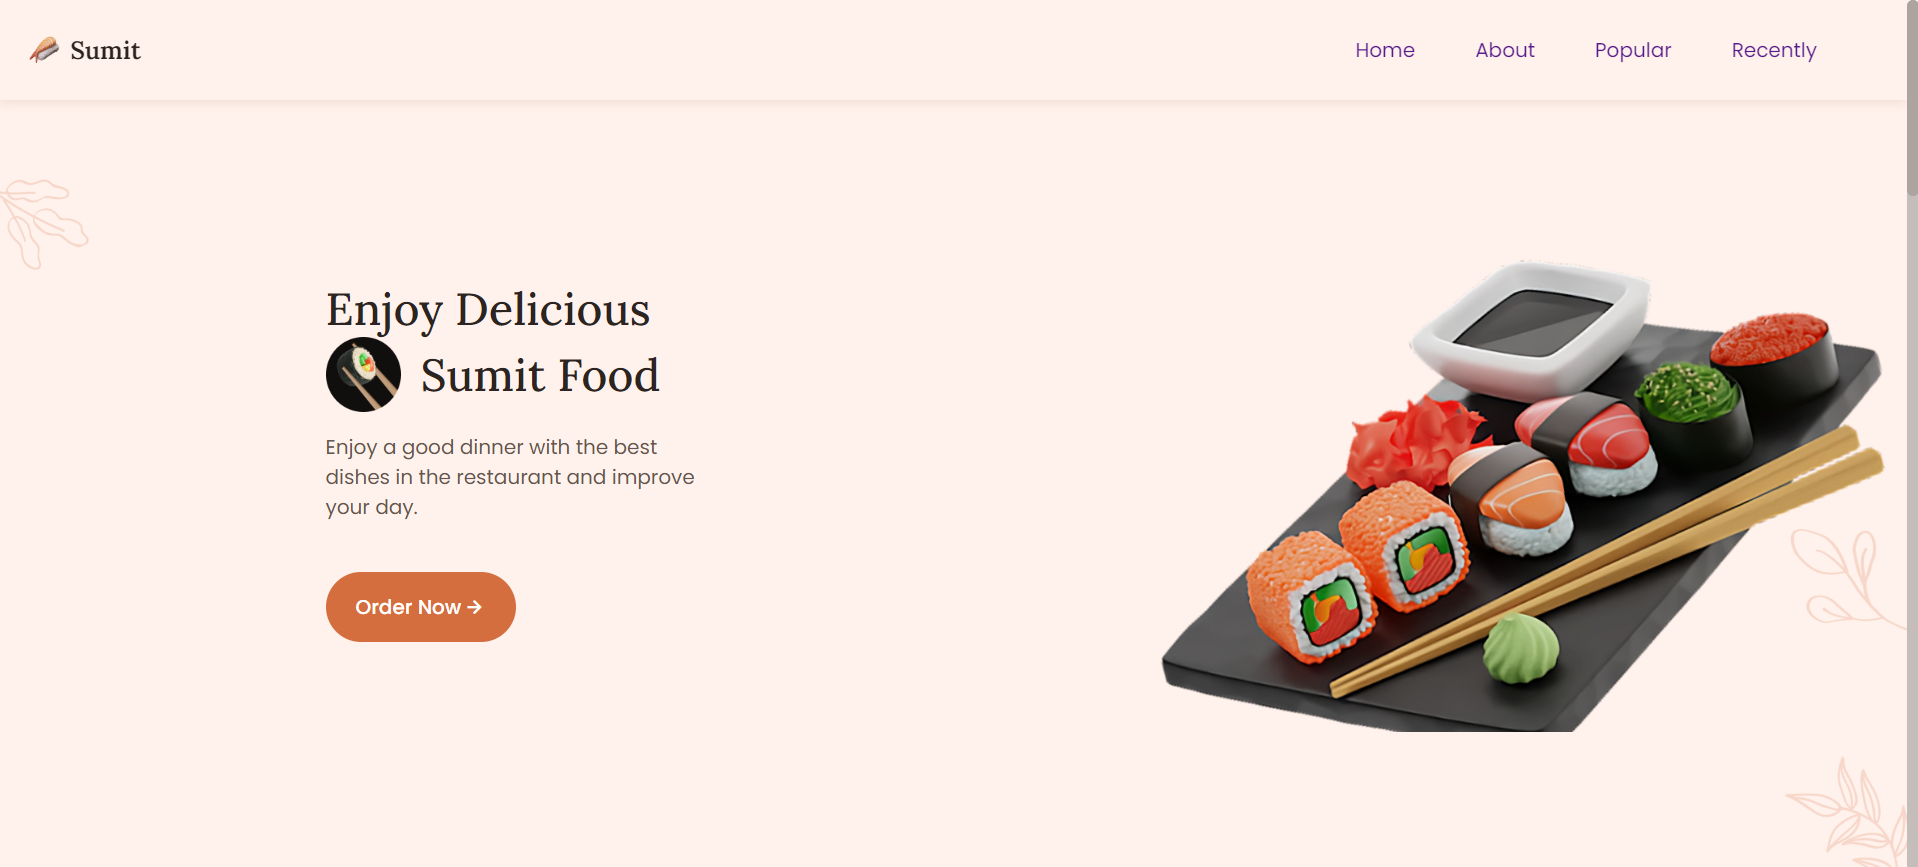 Sumit
Home About Popular Recently
Enjoy Delicious
Sumit Food
Enjoy a good dinner with the best
dishes in the restaurant and improve
your day.
Order Now →